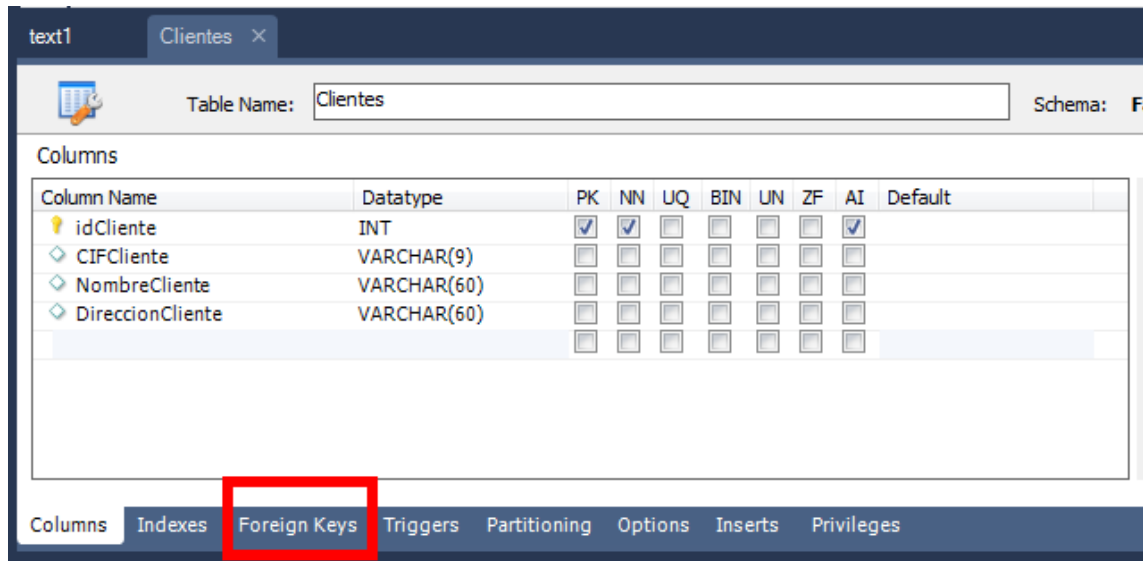 text1 Clientes ×
Table Name: Clientes Schema: F
Columns
Column Name Datatype PK NN UQ BIN UN ZF AI Default
idCliente INT
CIFCliente VARCHAR(9)
NombreCliente VARCHAR(60)
DireccionCliente VARCHAR(60)
Columns Indexes Foreign Keys Triggers Partitioning Options Inserts Privileges